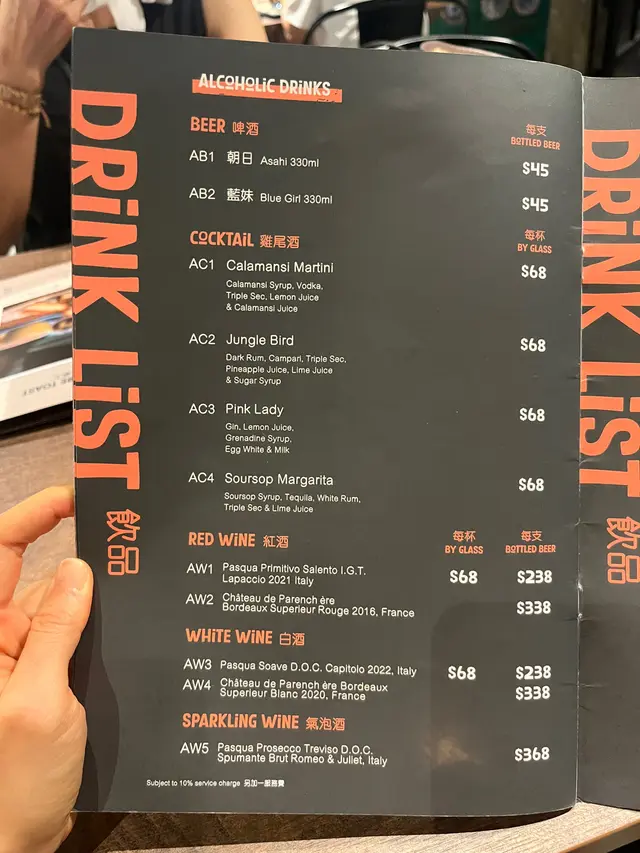 DRiNK LiST 飲品
ALCOHOLIC DRiNKS
BEER 啤酒
每支
BOTTLED BEER
AB1 朝日 Asahi 330ml $45
AB2 藍妹 Blue Girl 330ml $45
COCKTAiL 雞尾酒
每杯
BY GLASS
AC1 Calamansi Martini $68
Calamansi Syrup, Vodka,
Triple Sec, Lemon Juice
& Calamansi Juice
AC2 Jungle Bird $68
Dark Rum, Campari, Triple Sec,
Pineapple Juice, Lime Juice
& Sugar Syrup
AC3 Pink Lady $68
Gin, Lemon Juice,
Grenadine Syrup,
Egg White & Milk
AC4 Soursop Margarita $68
Soursop Syrup, Tequila, White Rum,
Triple Sec & Lime Juice
RED WiNE 紅酒
每杯 每支
BY GLASS BOTTLED BEER
AW1 Pasqua Primitivo Salento I.G.T.
Lapaccio 2021 Italy $68 $238
AW2 Château de Parench ère
Bordeaux Superieur Rouge 2016, France $338
WHiTE WiNE 白酒
AW3 Pasqua Soave D.O.C. Capitolo 2022, Italy $68 $238
AW4 Château de Parench ère Bordeaux
Superieur Blanc 2020, France $338
SPARKLiNG WiNE 氣泡酒
AW5 Pasqua Prosecco Treviso D.O.C.
Spumante Brut Romeo & Juliet, Italy $368
Subject to 10% service charge 另加一服務費
DRiNK LiST 飲品
TOAST